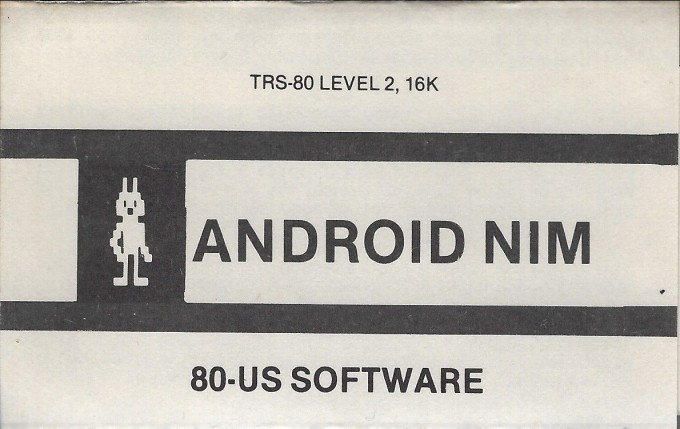 TRS-80 LEVEL 2, 16K
ANDROID NIM
80-US SOFTWARE